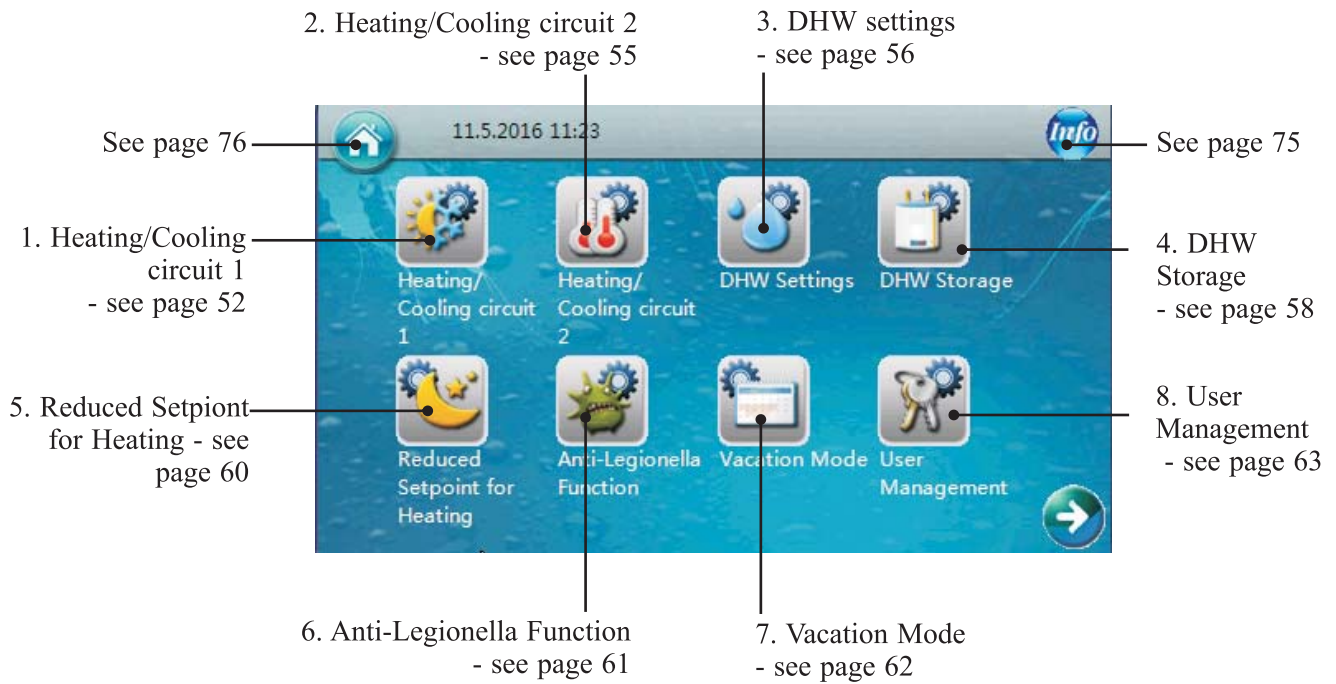 2. Heating/Cooling circuit 2
- see page 55
3. DHW settings
- see page 56
See page 76
11.5.2016 11:23
Info
See page 75
1. Heating/Cooling
circuit 1
- see page 52
Heating/
Cooling circuit
1
Heating/
Cooling circuit
2
DHW Settings
DHW Storage
4. DHW
Storage
- see page 58
5. Reduced Setpiont
for Heating - see
page 60
Reduced
Setpoint for
Heating
Anti-Legionella
Function
Vacation Mode
User
Management
8. User
Management
- see page 63
6. Anti-Legionella Function
- see page 61
7. Vacation Mode
- see page 62